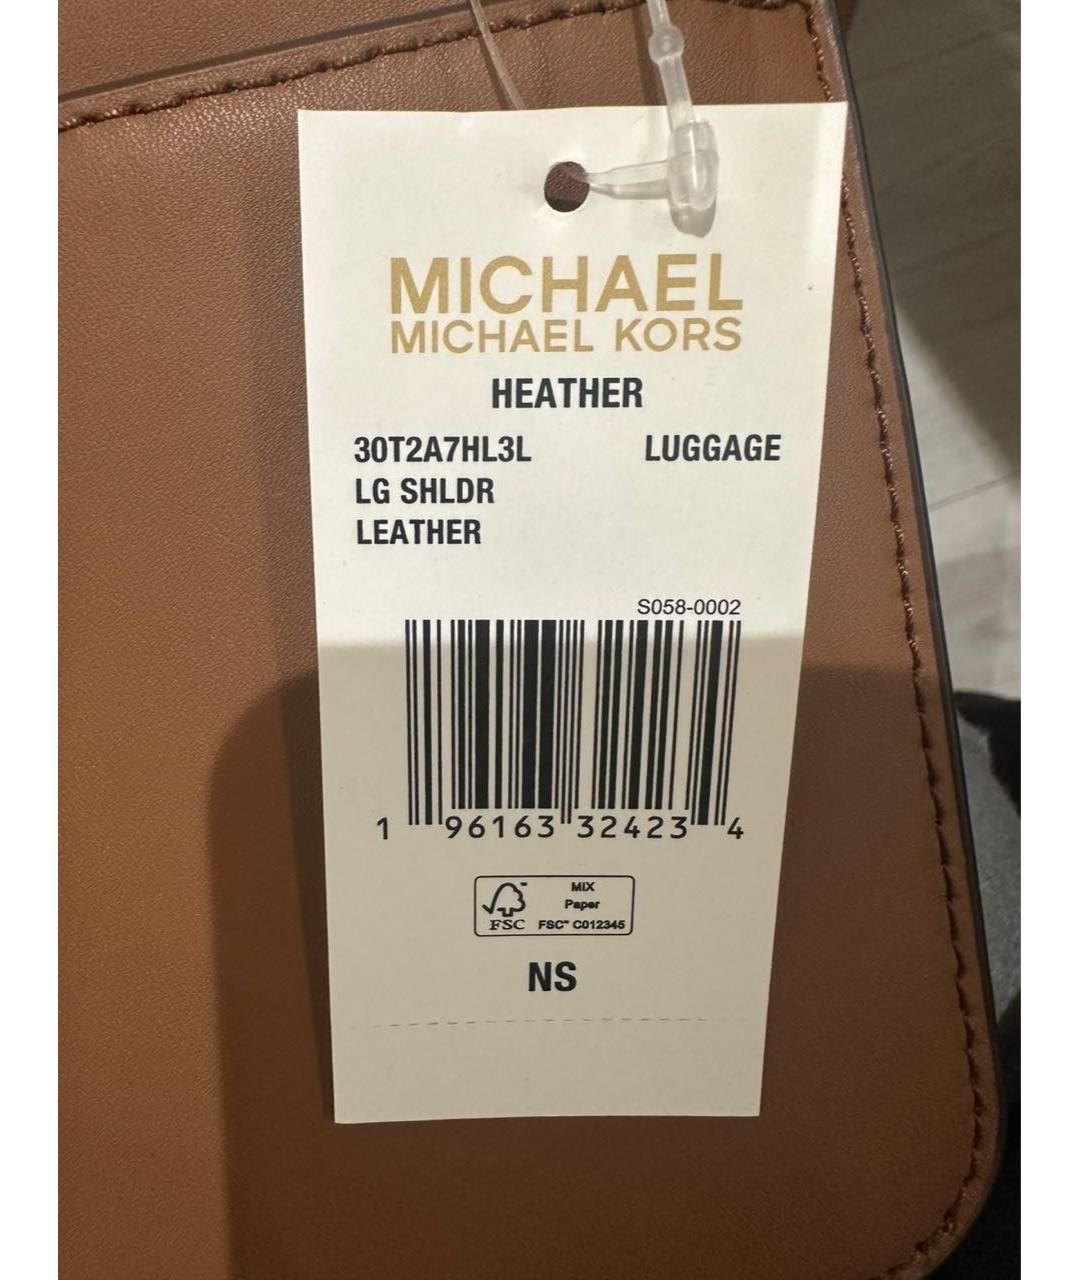 MICHAEL
MICHAEL KORS
HEATHER
30T2A7HL3L LUGGAGE
LG SHLDR
LEATHER
S058-0002
1 96163 32423 4
MIX
Paper
FSC FSC™ C012345
NS